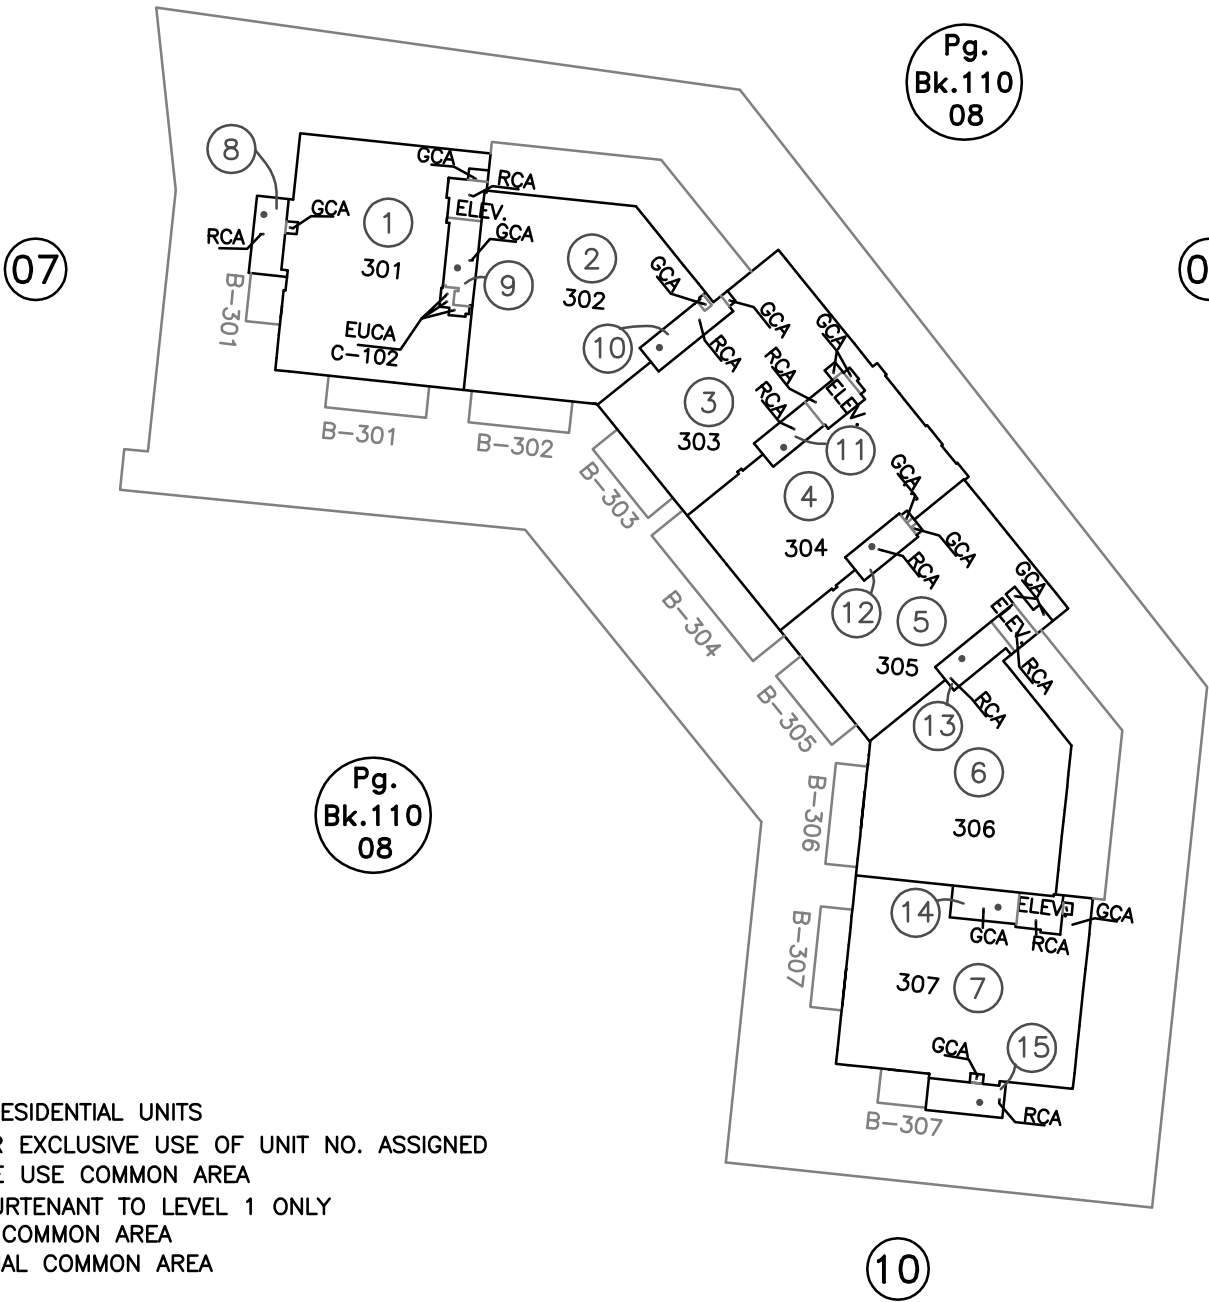 Pg.
Bk.110
08
8
GCA
RCA
GCA
1
ELEV.
RCA
301
GCA
2
07
302
9
B-301
EUCA
C-102
GCA
GCA
GCA
10
RCA
RCA
3
RCA
ELEV.
303
11
B-301
B-302
B-303
4
GCA
304
GCA
RCA
GCA
12
5
ELEV.
B-304
305
RCA
RCA
B-305
13
6
Pg.
Bk.110
08
B-306
306
14
ELEV.
GCA
GCA
RCA
B-307
307
7
GCA
15
RCA
B-307
ESIDENTIAL UNITS
R EXCLUSIVE USE OF UNIT NO. ASSIGNED
E USE COMMON AREA
URTENANT TO LEVEL 1 ONLY
COMMON AREA
IAL COMMON AREA
10